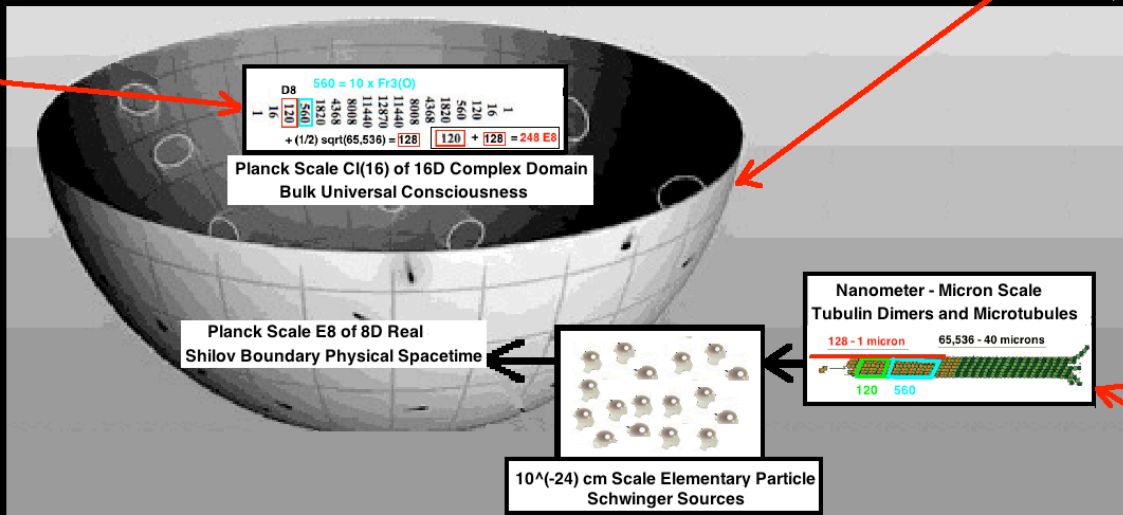 560 = 10 x Fr3(O)
D8
1 16 120 560 1820 4368 8008 11440 12870 11440 8008 4368 1820 560 120 16 1
+ (1/2) sqrt(65,536) = 128
120 + 128 = 248 E8
Planck Scale Cl(16) of 16D Complex Domain
Bulk Universal Consciousness
Planck Scale E8 of 8D Real
Shilov Boundary Physical Spacetime
Nanometer - Micron Scale
Tubulin Dimers and Microtubules
128 - 1 micron 65,536 - 40 microns
120 560
10^(-24) cm Scale Elementary Particle
Schwinger Sources